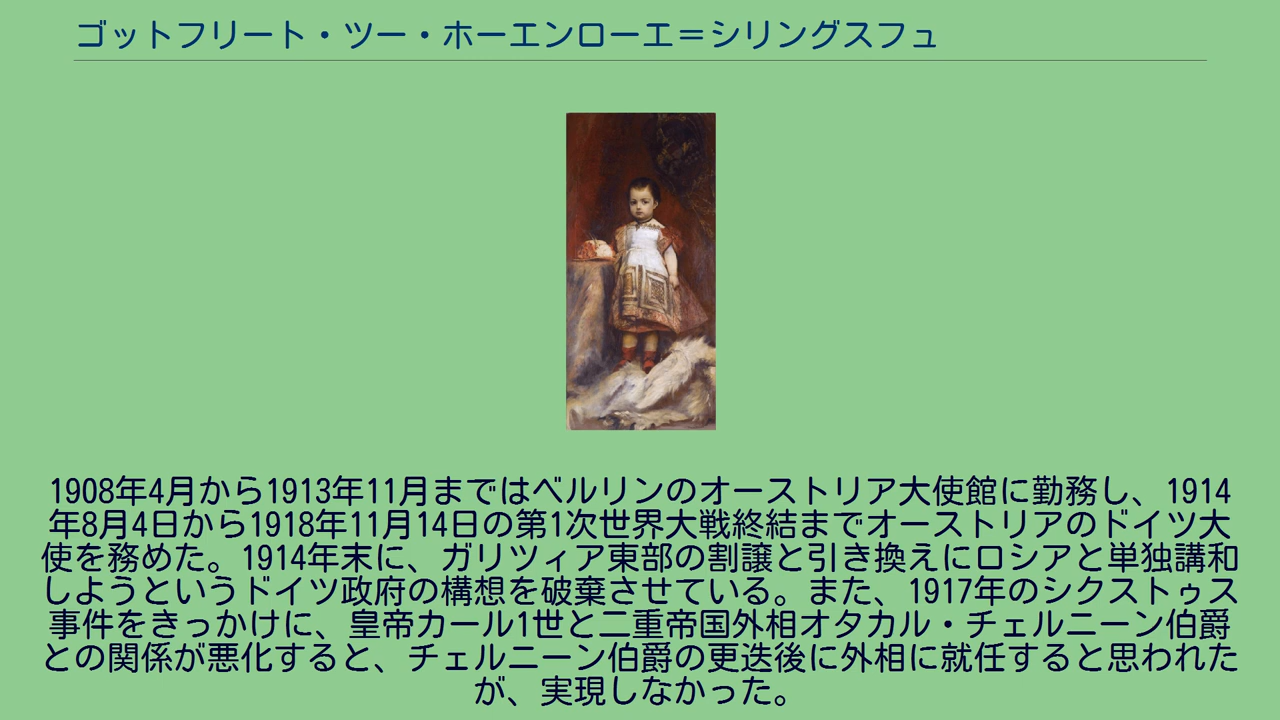 ゴットフリート・ツー・ホーエンローエ＝シリングスフュ
1908年4月から1913年11月まではベルリンのオーストリア大使館に勤務し、1914
年8月4日から1918年11月14日の第1次世界大戦終結までオーストリアのドイツ大
使を務めた。1914年末に、ガリツィア東部の割譲と引き換えにロシアと単独講和
しようというドイツ政府の構想を破棄させている。また、1917年のシクストゥス
事件をきっかけに、皇帝カール1世と二重帝国外相オタカル・チェルニーン伯爵
との関係が悪化すると、チェルニーン伯爵の更迭後に外相に就任すると思われた
が、実現しなかった。